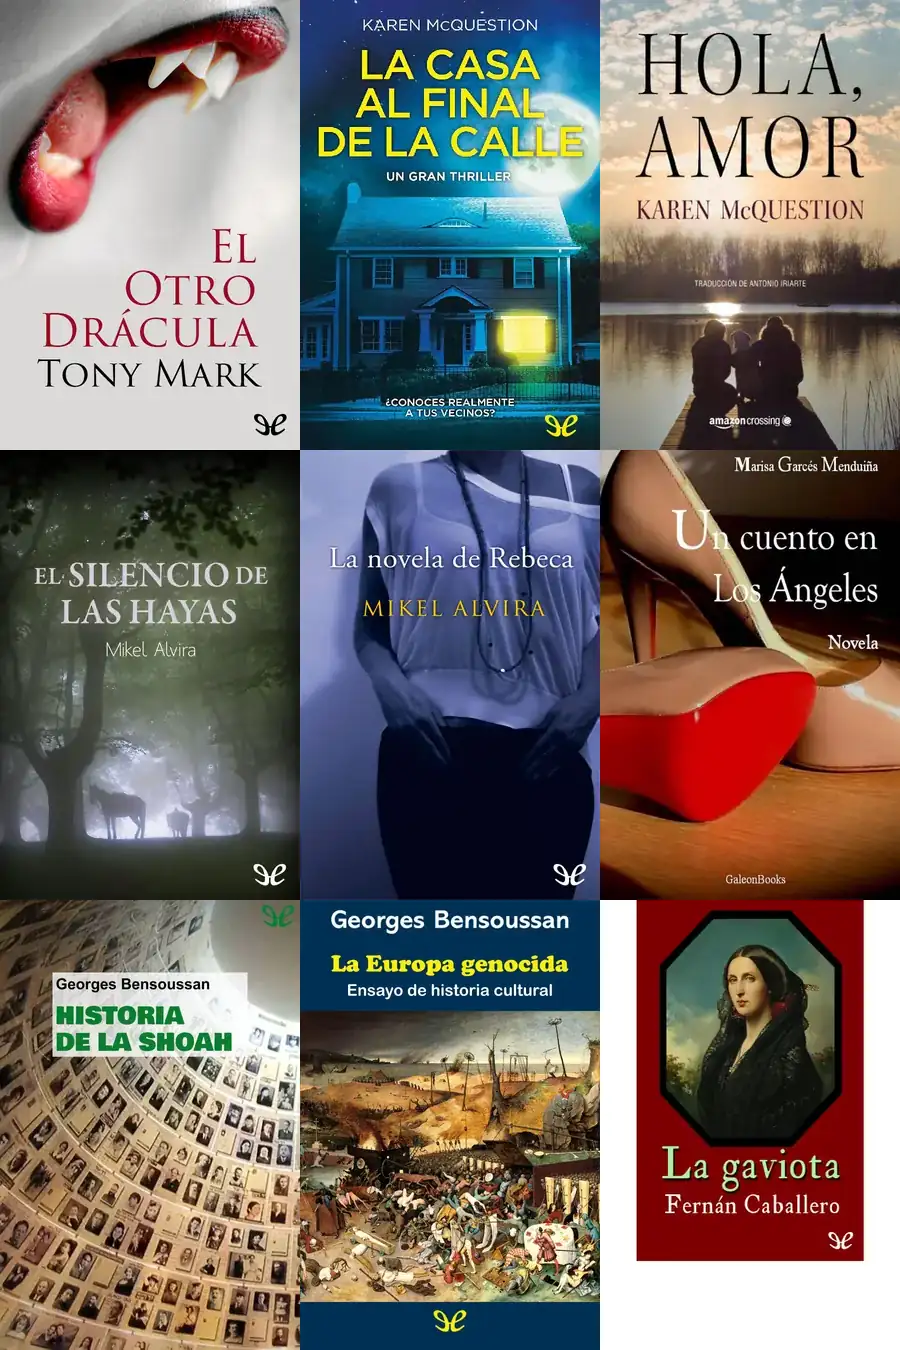 EL
OTRO
DRÁCULA
TONY MARK
KAREN McQUESTION
LA CASA
AL FINAL
DE LA CALLE
UN GRAN THRILLER
¿CONOCES REALMENTE
A TUS VECINOS?
HOLA,
AMOR
KAREN McQUESTION
TRADUCCIÓN DE ANTONIO IRIARTE
amazoncrossing
EL SILENCIO DE
LAS HAYAS
Mikel Alvira
La novela de Rebeca
MIKEL ALVIRA
Marisa Garcés Menduiña
Un cuento en
Los Ángeles
Novela
GaleonBooks
Georges Bensoussan
HISTORIA
DE LA SHOAH
Georges Bensoussan
La Europa genocida
Ensayo de historia cultural
La gaviota
Fernán Caballero